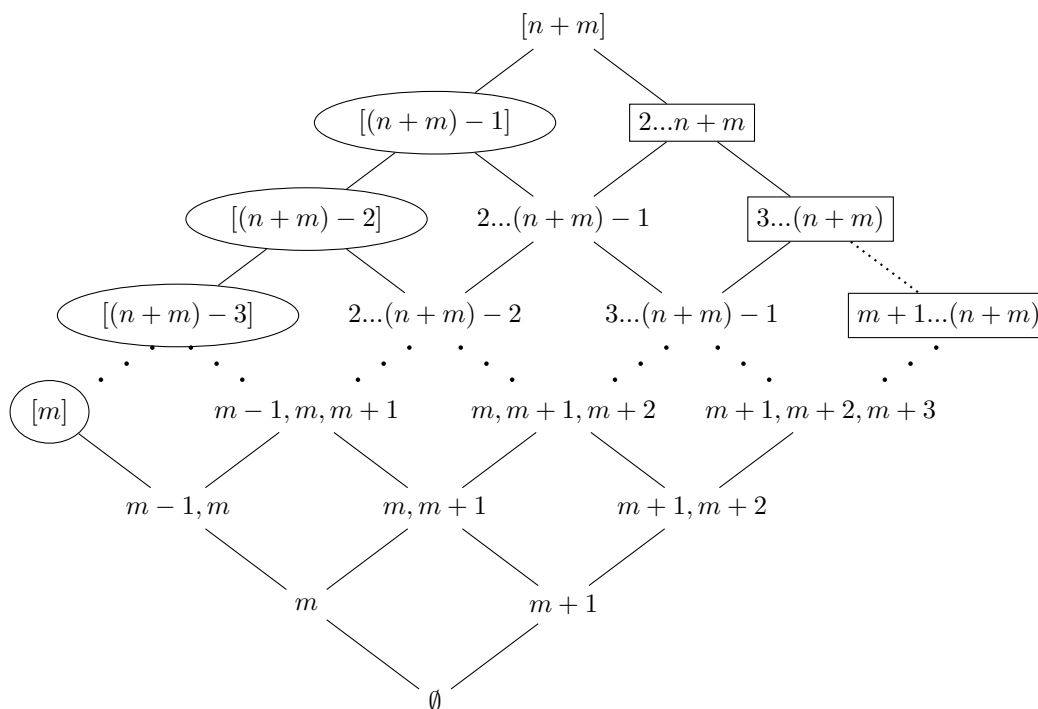 [n + m]
[(n + m) − 1] 2...n + m
[(n + m) − 2] 2...(n + m) − 1 3...(n + m)
[(n + m) − 3] 2...(n + m) − 2 3...(n + m) − 1 m + 1...(n + m)
[m] m − 1, m, m + 1 m, m + 1, m + 2 m + 1, m + 2, m + 3
m − 1, m m, m + 1 m + 1, m + 2
m m + 1
∅